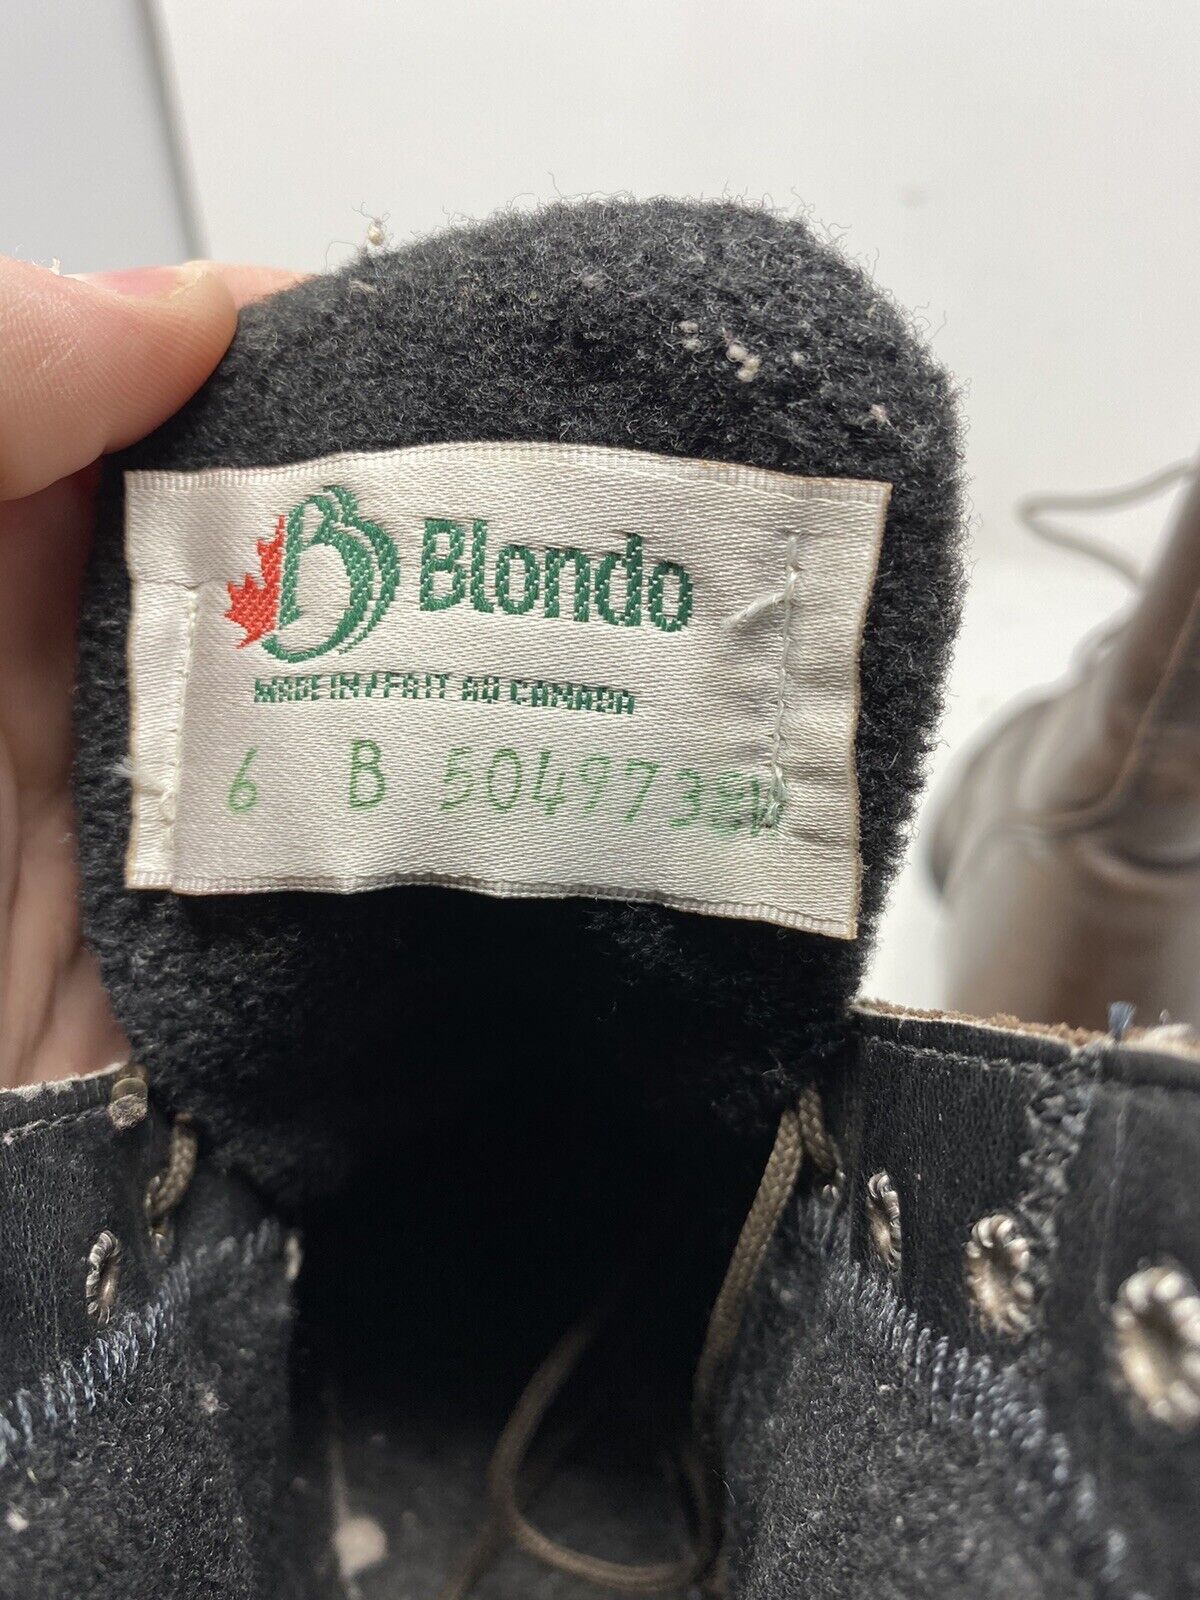 B Blondo
MADE IN/FAIT AU CANADA
6 B 5049738